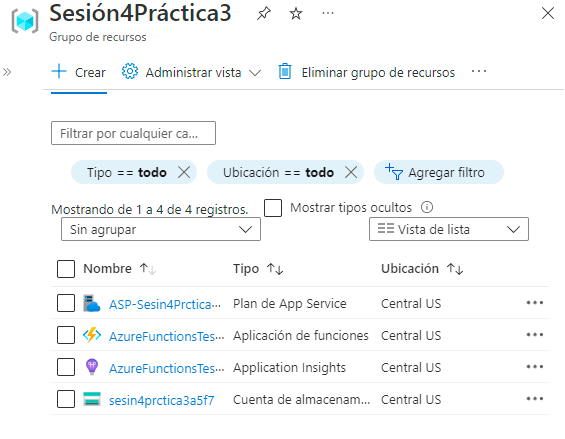 Sesión4Práctica3
Grupo de recursos
Crear Administrar vista Eliminar grupo de recursos ...
Filtrar por cualquier ca...
Tipo == todo Ubicación == todo Agregar filtro
Mostrando de 1 a 4 de 4 registros. Mostrar tipos ocultos
Sin agrupar Vista de lista
Nombre Tipo Ubicación
ASP-Sesin4Prctica... Plan de App Service Central US
AzureFunctionsTes... Aplicación de funciones Central US
AzureFunctionsTes... Application Insights Central US
sesin4prctica3a5f7 Cuenta de almacenam... Central US